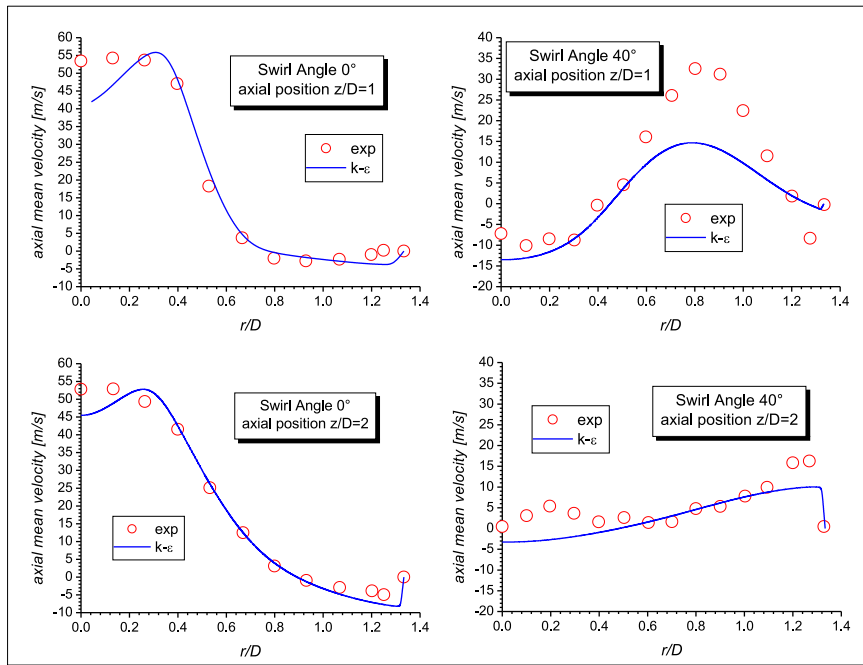 60
55
50
45
40
35
30
25
20
15
10
5
0
-5
-10
axial mean velocity [m/s]
Swirl Angle 0°
axial position z/D=1
exp
k-ε
0.0 0.2 0.4 0.6 0.8 1.0 1.2 1.4
r/D
40
35
30
25
20
15
10
5
0
-5
-10
-15
-20
axial mean velocity [m/s]
Swirl Angle 40°
axial position z/D=1
exp
k-ε
0.0 0.2 0.4 0.6 0.8 1.0 1.2 1.4
r/D
60
55
50
45
40
35
30
25
20
15
10
5
0
-5
-10
axial mean velocity [m/s]
Swirl Angle 0°
axial position z/D=2
exp
k-ε
0.0 0.2 0.4 0.6 0.8 1.0 1.2 1.4
r/D
40
35
30
25
20
15
10
5
0
-5
-10
-15
-20
axial mean velocity [m/s]
exp
k-ε
Swirl Angle 40°
axial position z/D=2
0.0 0.2 0.4 0.6 0.8 1.0 1.2 1.4
r/D